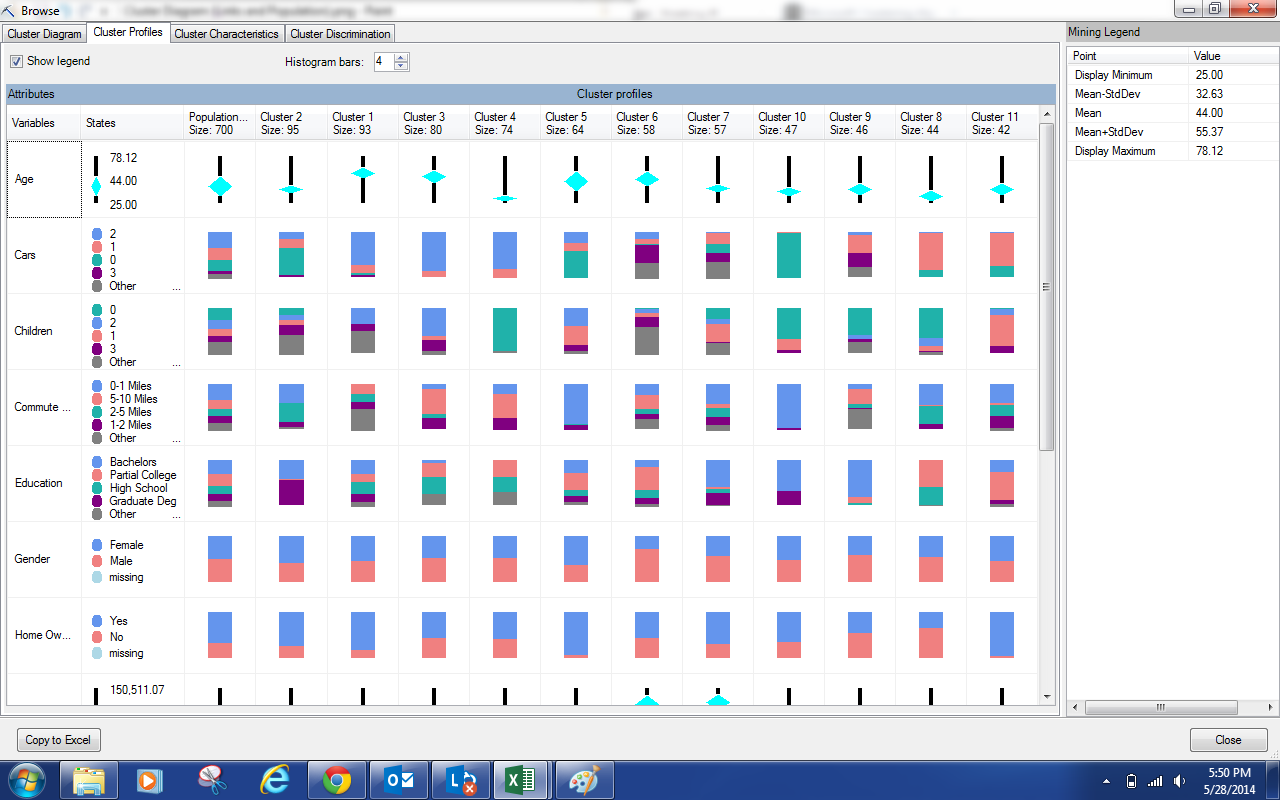 Browse
Cluster Diagram Cluster Profiles Cluster Characteristics Cluster Discrimination
Show legend Histogram bars: 4
Attributes Cluster profiles
Variables States Population... Cluster 2 Cluster 1 Cluster 3 Cluster 4 Cluster 5 Cluster 6 Cluster 7 Cluster 10 Cluster 9 Cluster 8 Cluster 11
Size: 700 Size: 95 Size: 93 Size: 80 Size: 74 Size: 64 Size: 58 Size: 57 Size: 47 Size: 46 Size: 44 Size: 42
Age
78.12
44.00
25.00
Cars
2
1
0
3
Other ...
Children
0
2
1
3
Other ...
Commute ...
0-1 Miles
5-10 Miles
2-5 Miles
1-2 Miles
Other ...
Education
Bachelors
Partial College
High School
Graduate Deg
Other ...
Gender
Female
Male
missing
Home Ow...
Yes
No
missing
150,511.07
Mining Legend
Point Value
Display Minimum 25.00
Mean-StdDev 32.63
Mean 44.00
Mean+StdDev 55.37
Display Maximum 78.12
Copy to Excel
Close
5:50 PM
5/28/2014